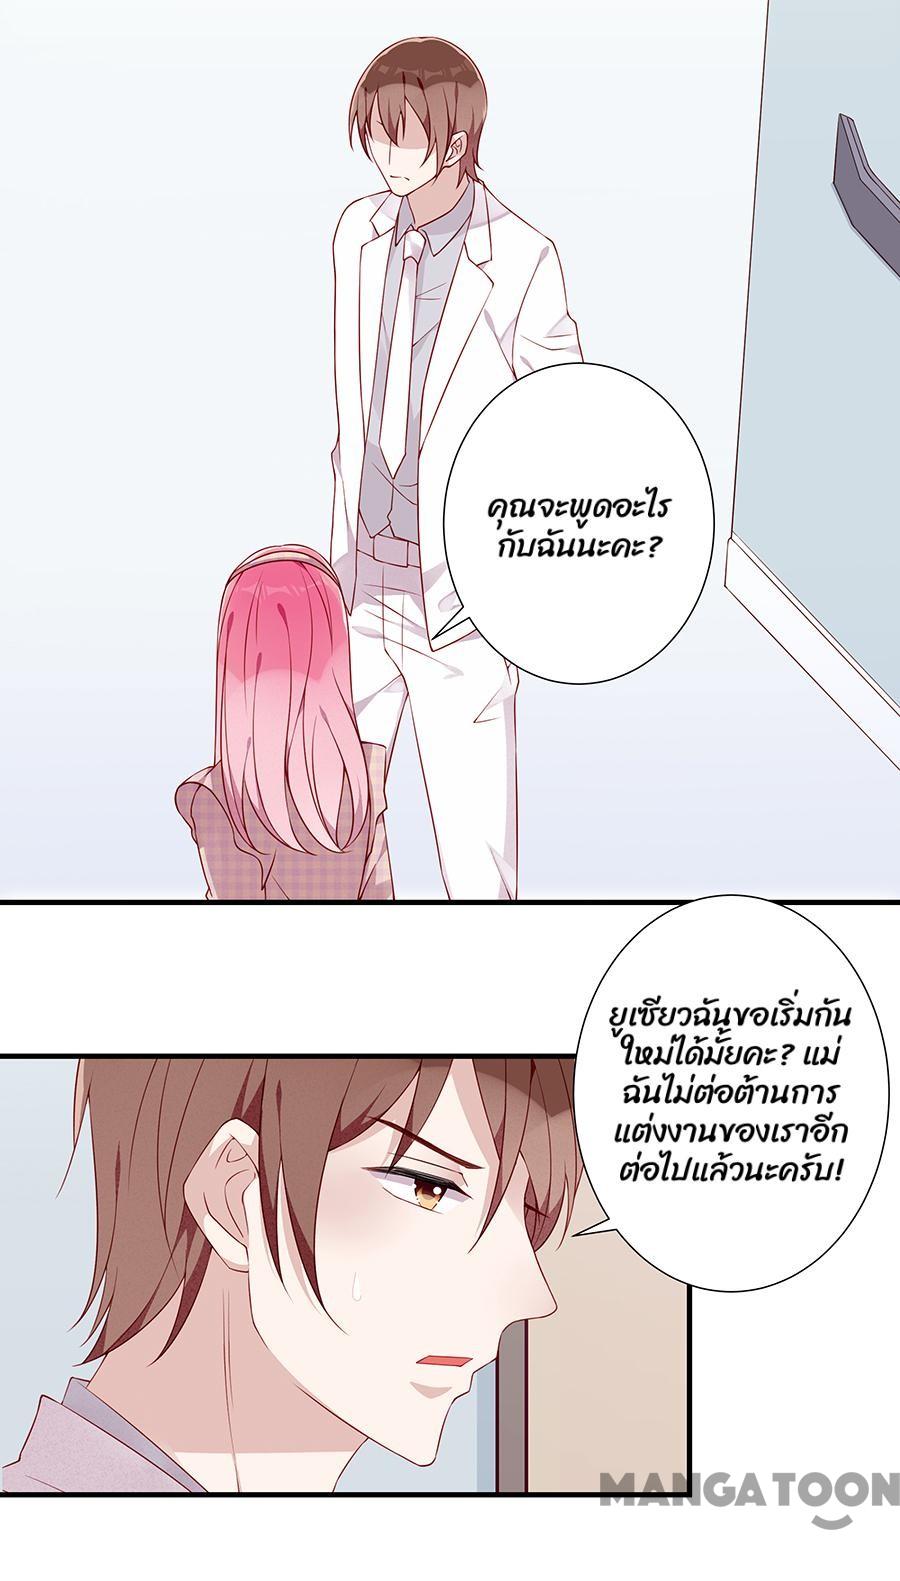 คุณจะพูดอะไร
กับฉันนะคะ?
ยูเซียวฉันขอเริ่มกัน
ใหม่ได้มั้ยคะ? แม่
ฉันไม่ต่อต้านการ
แต่งงานของเราอีก
ต่อไปแล้วนะครับ!
MANGATOON